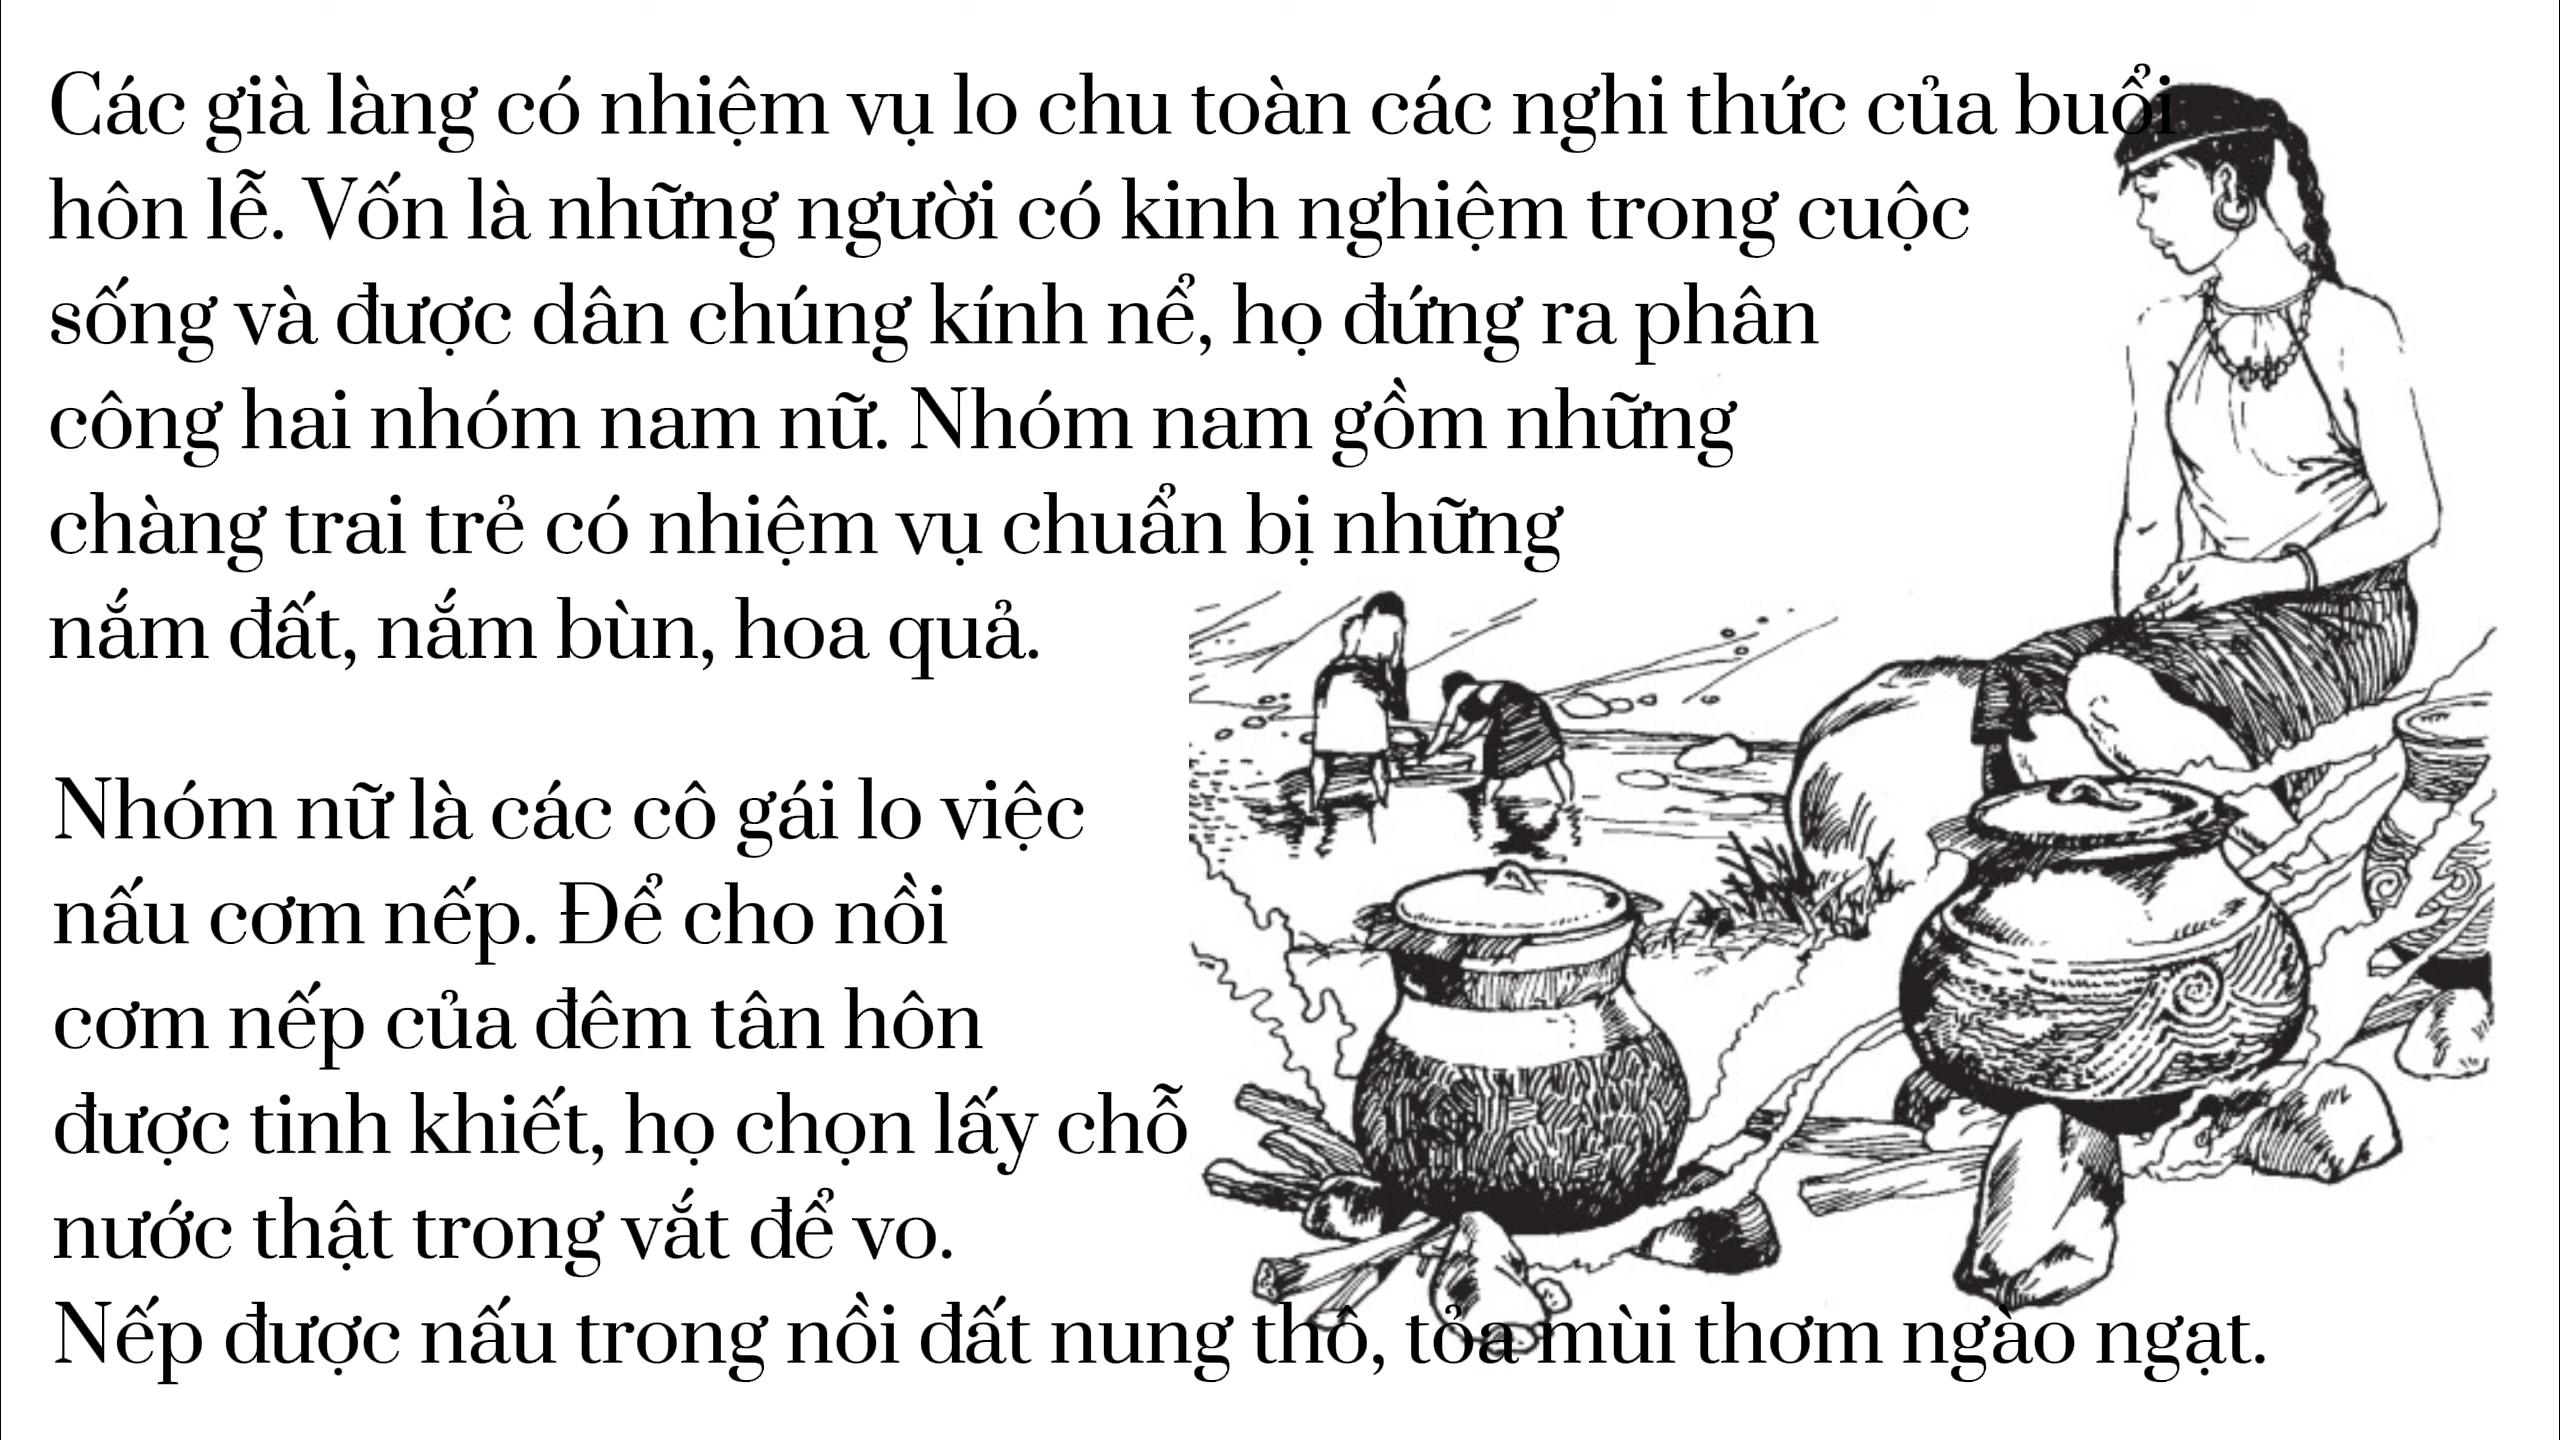 Các già làng có nhiệm vụ lo chu toàn các nghi thức của buổi
hôn lễ. Vốn là những người có kinh nghiệm trong cuộc
sống và được dân chúng kính nể, họ đứng ra phân
công hai nhóm nam nữ. Nhóm nam gồm những
chàng trai trẻ có nhiệm vụ chuẩn bị những
nắm đất, nắm bùn, hoa quả.
Nhóm nữ là các cô gái lo việc
nấu cơm nếp. Để cho nồi
cơm nếp của đêm tân hôn
được tinh khiết, họ chọn lấy chỗ
nước thật trong vắt để vo.
Nếp được nấu trong nồi đất nung thô, tỏa mùi thơm ngào ngạt.